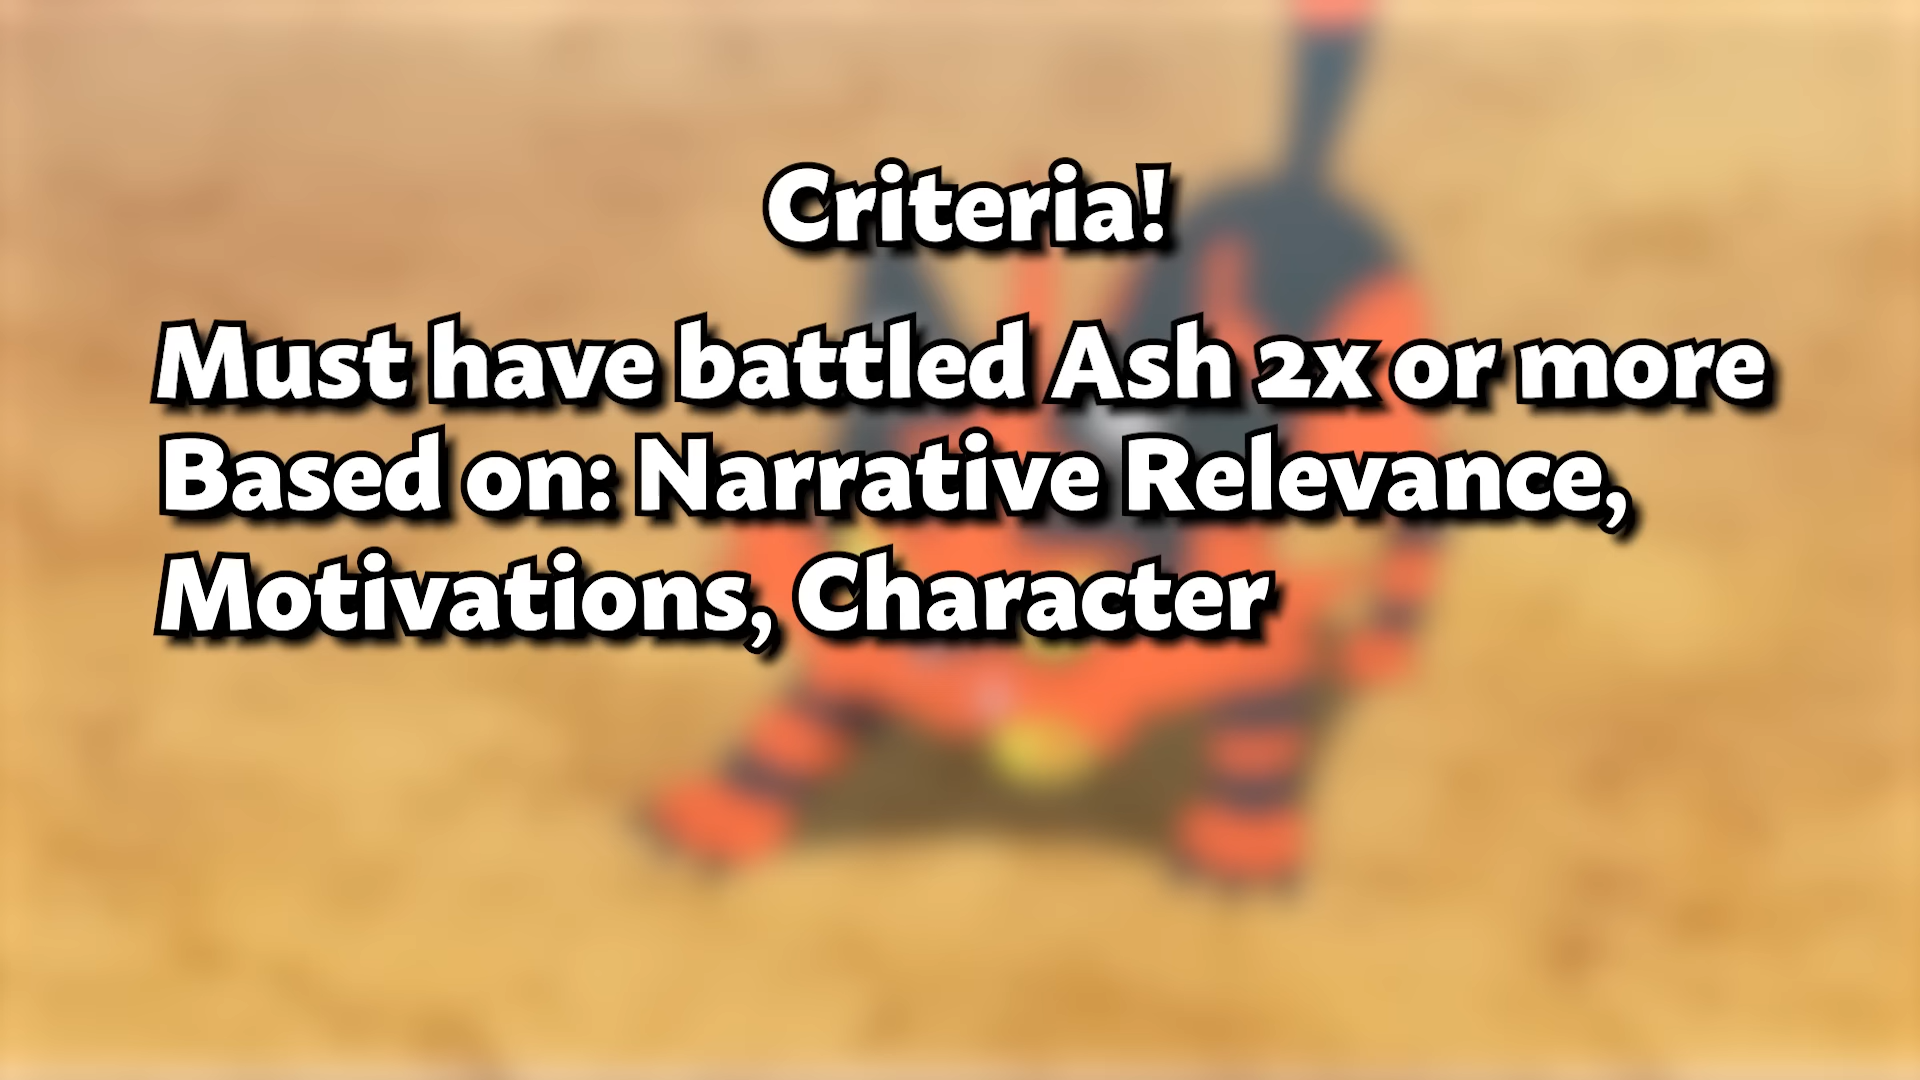 Criteria!
Must have battled Ash 2x or more
Based on: Narrative Relevance,
Motivations, Character